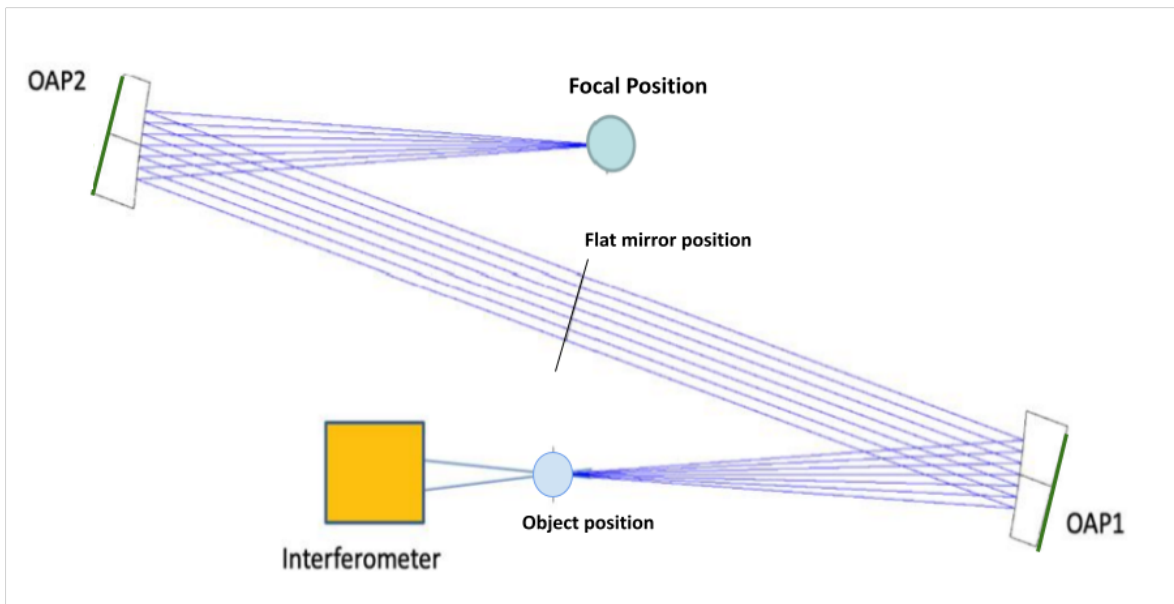 OAP2
Focal Position
Flat mirror position
Object position
OAP1
Interferometer